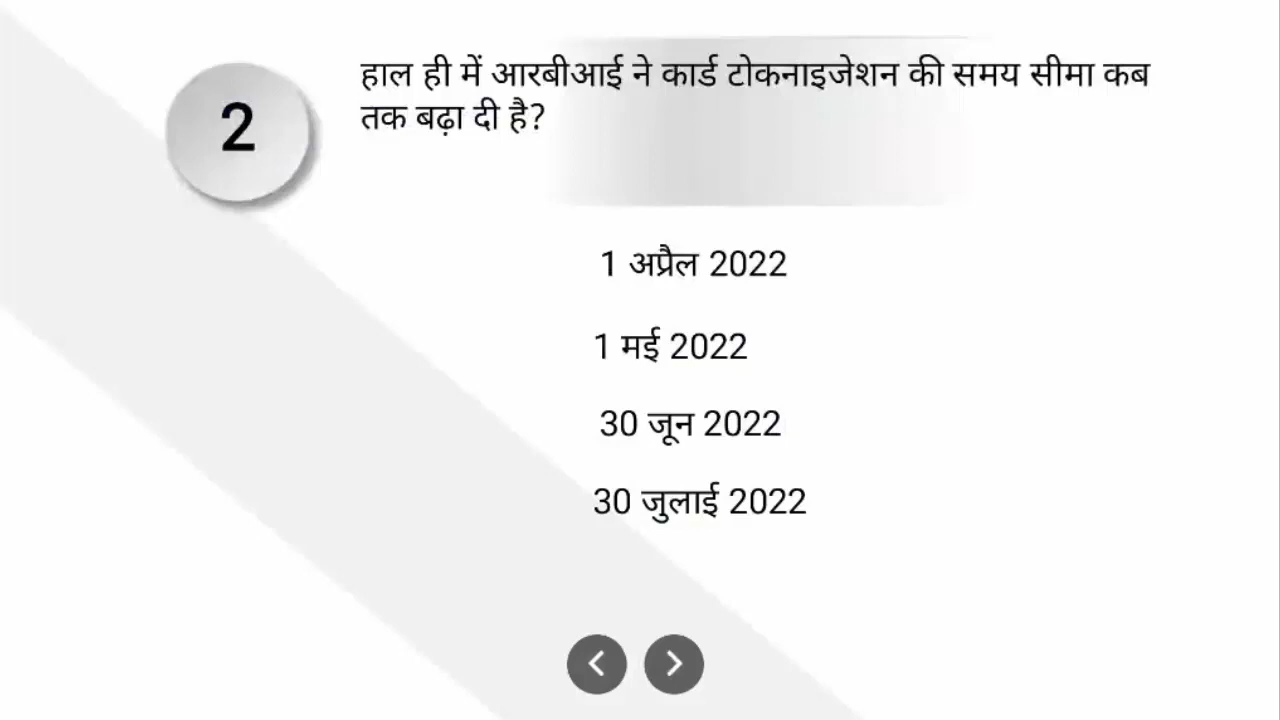 2
हाल ही में आरबीआई ने कार्ड टोकनाइजेशन की समय सीमा कब
तक बढ़ा दी है?
1 अप्रैल 2022
1 मई 2022
30 जून 2022
30 जुलाई 2022